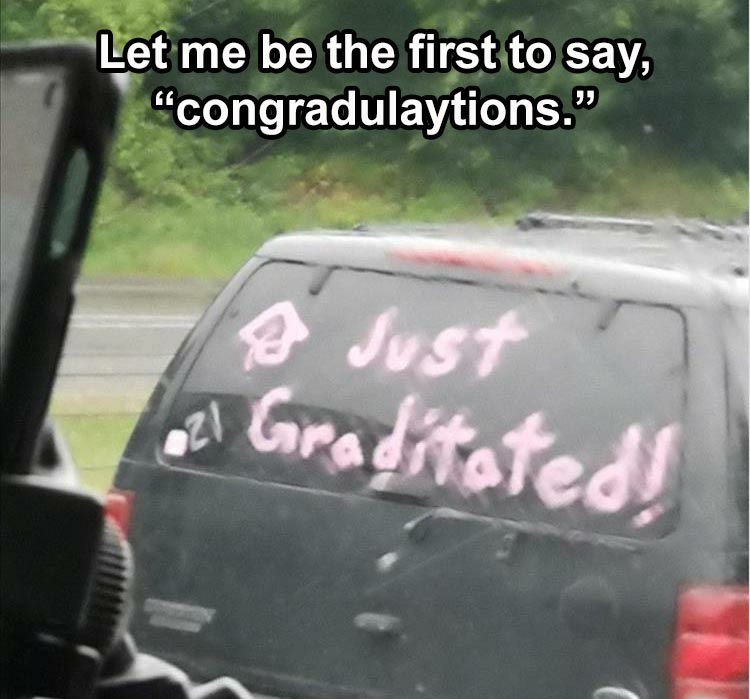 Let me be the first to say,
“congradulaytions.”
Just
21 Graditated!